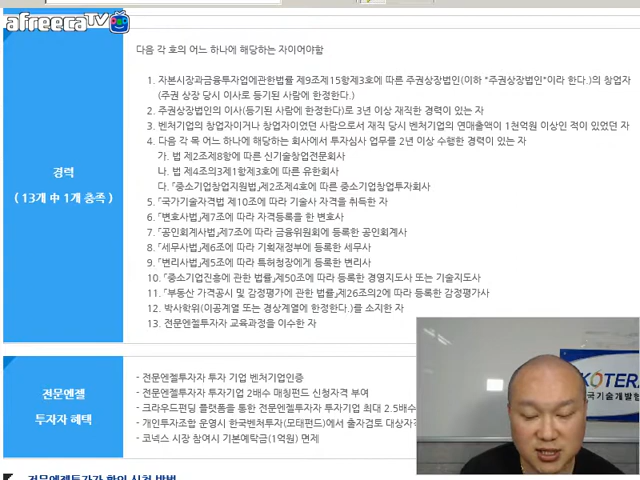 afreecaTV
다음 각 호의 어느 하나에 해당하는 자이어야함
1. 자본시장과금융투자업에관한법률 제9조제15항제3호에 따른 주권상장법인(이하 "주권상장법인"이라 한다.)의 창업자
(주권 상장 당시 이사로 등기된 사람에 한정한다.)
2. 주권상장법인의 이사(등기된 사람에 한정한다)로 3년 이상 재직한 경력이 있는 자
3. 벤처기업의 창업자이거나 창업자이었던 사람으로서 재직 당시 벤처기업의 연매출액이 1천억원 이상인 적이 있었던 자
4. 다음 각 목 어느 하나에 해당하는 회사에서 투자심사 업무를 2년 이상 수행한 경력이 있는 자
가. 법 제2조제8항에 따른 신기술창업전문회사
나. 법 제4조의3제1항제3호에 따른 유한회사
다. 「중소기업창업지원법」제2조제4호에 따른 중소기업창업투자회사
5. 「국가기술자격법 제10조에 따라 기술사 자격을 취득한 자
6. 「변호사법」제7조에 따라 자격등록을 한 변호사
7. 「공인회계사법」제7조에 따라 금융위원회에 등록한 공인회계사
8. 「세무사법」제6조에 따라 기획재정부에 등록한 세무사
9. 「변리사법」제5조에 따라 특허청장에게 등록한 변리사
10. 「중소기업진흥에 관한 법률」제50조에 따라 등록한 경영지도사 또는 기술지도사
11. 「부동산 가격공시 및 감정평가에 관한 법률」제26조의2에 따라 등록한 감정평가사
12. 박사학위(이공계열 또는 경상계열에 한정한다.)를 소지한 자
13. 전문엔젤투자자 교육과정을 이수한 자
경력
( 13개 中 1개 충족 )
전문엔젤
투자자 혜택
- 전문엔젤투자자 투자 기업 벤처기업인증
- 전문엔젤투자자 투자기업 2배수 매칭펀드 신청자격 부여
- 크라우드펀딩 플랫폼을 통한 전문엔젤투자자 투자기업 최대 2.5배수
- 개인투자조합 운영시 한국벤처투자(모태펀드)에서 출자검토 대상자격
- 코넥스 시장 참여시 기본예탁금(1억원) 면제
KOTERA
국기술개발협